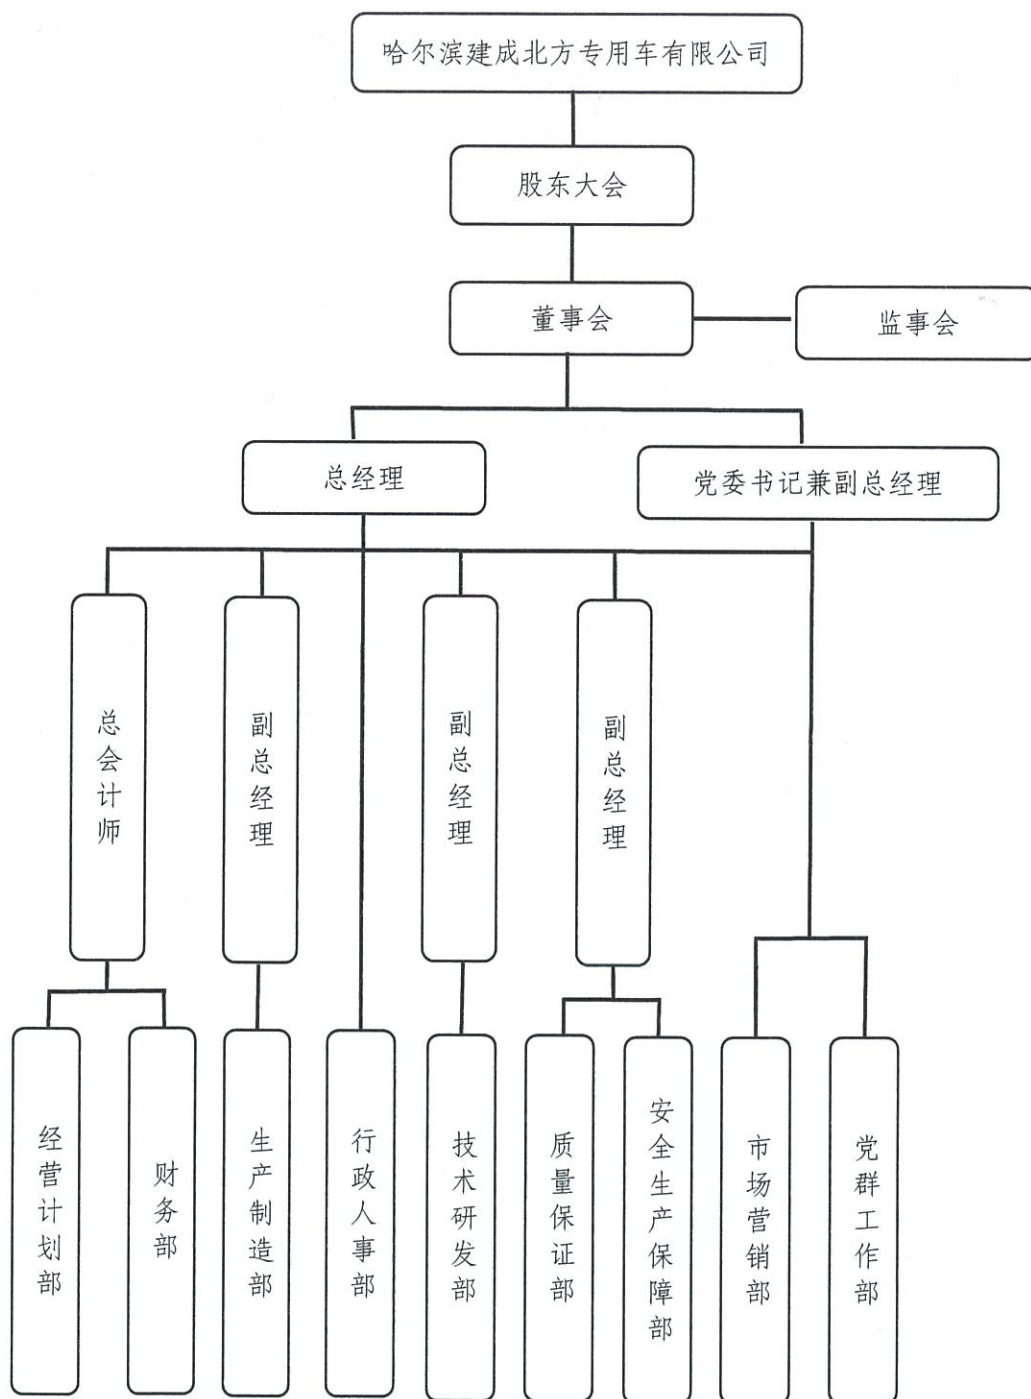 哈尔滨建成北方专用车有限公司
股东大会
董事会
监事会
总经理
党委书记兼副总经理
总会计师
副总经理
副总经理
副总经理
经营计划部
财务部
生产制造部
行政人事部
技术研发部
质量保证部
安全生产保障部
市场营销部
党群工作部